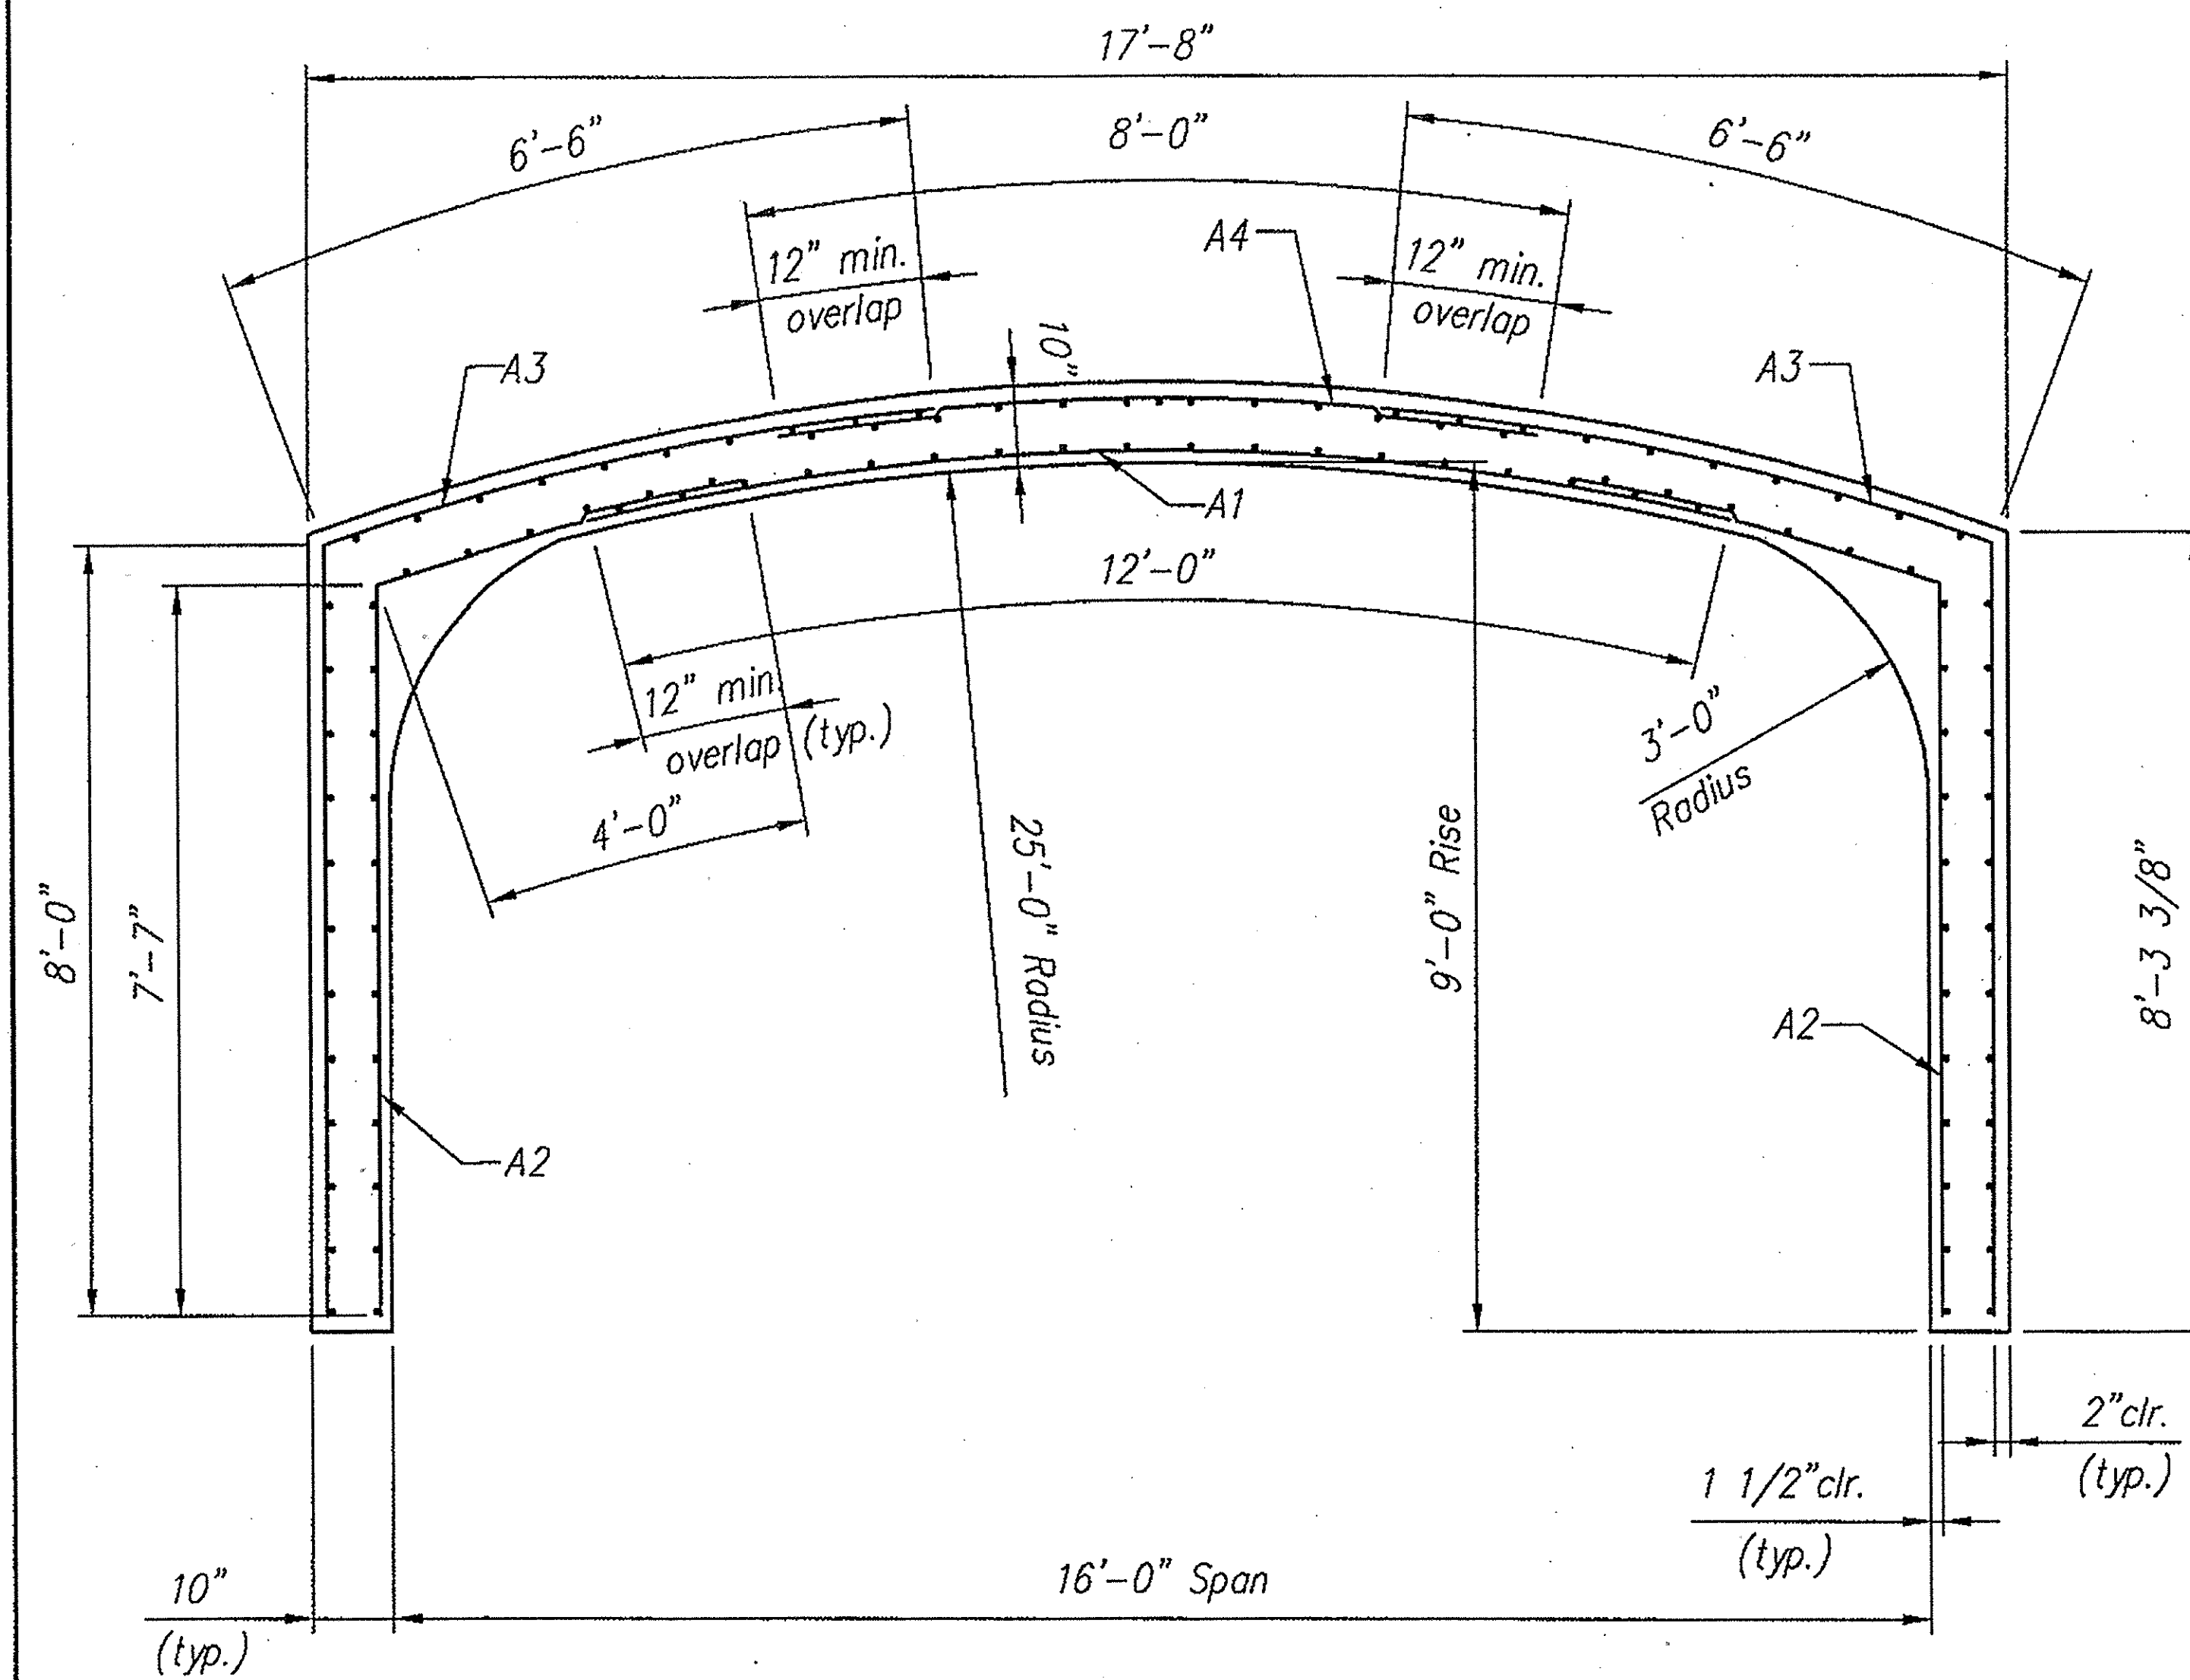 17'-8"
6'-6"
8'-0"
6'-6"
12" min.
overlap
A4
12" min.
overlap
10"
A3
A3
A1
12'-0"
12" min.
overlap (typ.)
3'-0"
Radius
4'-0"
25'-0" Radius
9'-0" Rise
8'-0"
7'-7"
8'-3 3/8"
A2
A2
2"clr.
(typ.)
1 1/2"clr.
(typ.)
10"
(typ.)
16'-0" Span